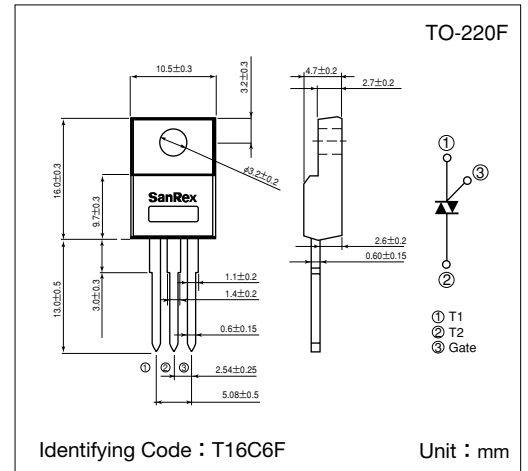 TO-220F
10.5±0.3
3.2±0.2
4.7±0.2
2.7±0.2
16.0±0.3
9.7±0.3
φ3.2±0.2
SanRex
13.0±0.5
3.0±0.3
1.1±0.2
1.4±0.2
0.6±0.15
2.54±0.25
5.08±0.5
① ② ③
2.6±0.2
0.60±0.15
①
③
②
① T1
② T2
③ Gate
Identifying Code：T16C6F
Unit：mm